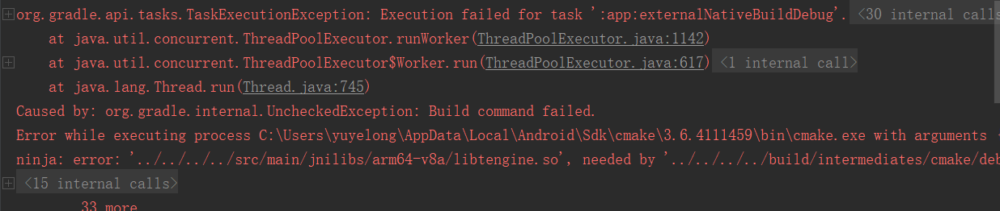 org.gradle.api.tasks.TaskExecutionException: Execution failed for task ':app:externalNativeBuildDebug'. <30 internal calls
at java.util.concurrent.ThreadPoolExecutor.runWorker(ThreadPoolExecutor.java:1142)
at java.util.concurrent.ThreadPoolExecutor$Worker.run(ThreadPoolExecutor.java:617) <1 internal call>
at java.lang.Thread.run(Thread.java:745)
Caused by: org.gradle.internal.UncheckedException: Build command failed.
Error while executing process C:\Users\yuyelong\AppData\Local\Android\Sdk\cmake\3.6.4111459\bin\cmake.exe with arguments
ninja: error: '../../../../src/main/jnilibs/arm64-v8a/libtengine.so', needed by '../../../../build/intermediates/cmake/deb
<15 internal calls>
33 more